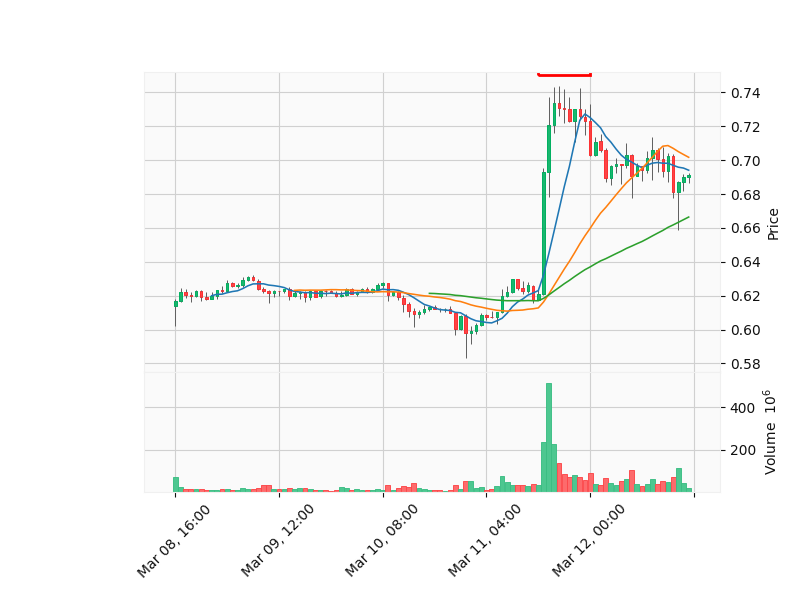 0.74
0.72
0.70
0.68
0.66
0.64
0.62
0.60
0.58
Price
400
200
Volume 10^6
Mar 08, 16:00
Mar 09, 12:00
Mar 10, 08:00
Mar 11, 04:00
Mar 12, 00:00